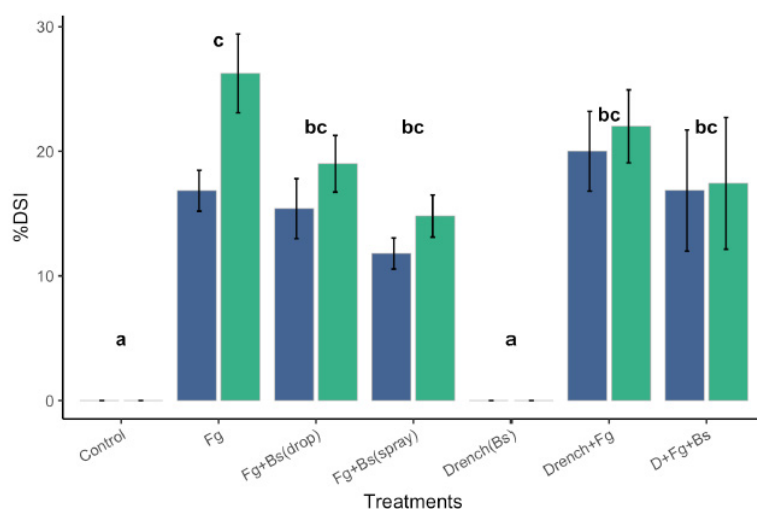 30
c
bc
bc
bc
bc
20
%DSI
10
a
a
0
Control
Fg
Fg+Bs(drop)
Fg+Bs(spray)
Drench(Bs)
Drench+Fg
D+Fg+Bs
Treatments